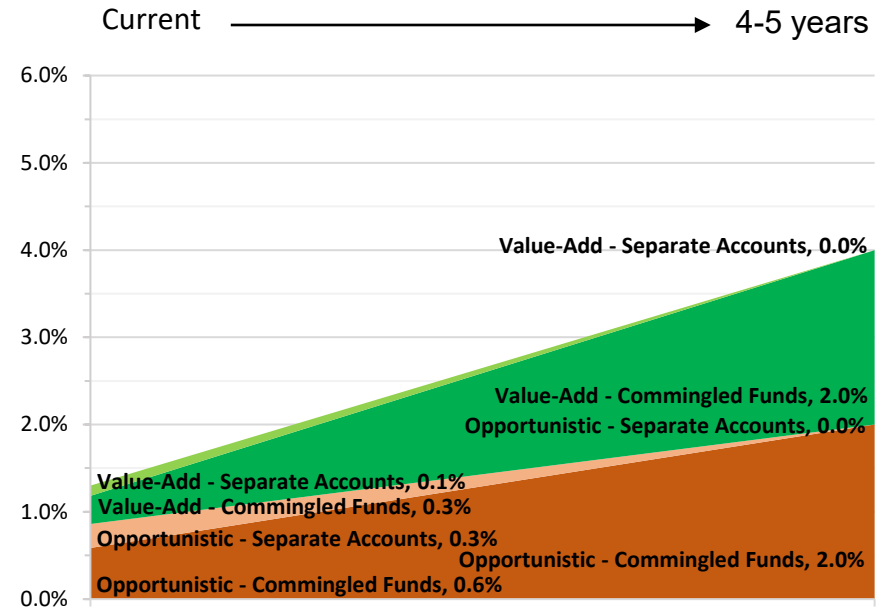 Current 4-5 years
6.0%
5.0%
4.0%
Value-Add - Separate Accounts, 0.0%
3.0%
Value-Add - Commingled Funds, 2.0%
2.0%
Opportunistic - Separate Accounts, 0.0%
Value-Add - Separate Accounts, 0.1%
1.0%
Value-Add - Commingled Funds, 0.3%
Opportunistic - Separate Accounts, 0.3%
Opportunistic - Commingled Funds, 2.0%
Opportunistic - Commingled Funds, 0.6%
0.0%